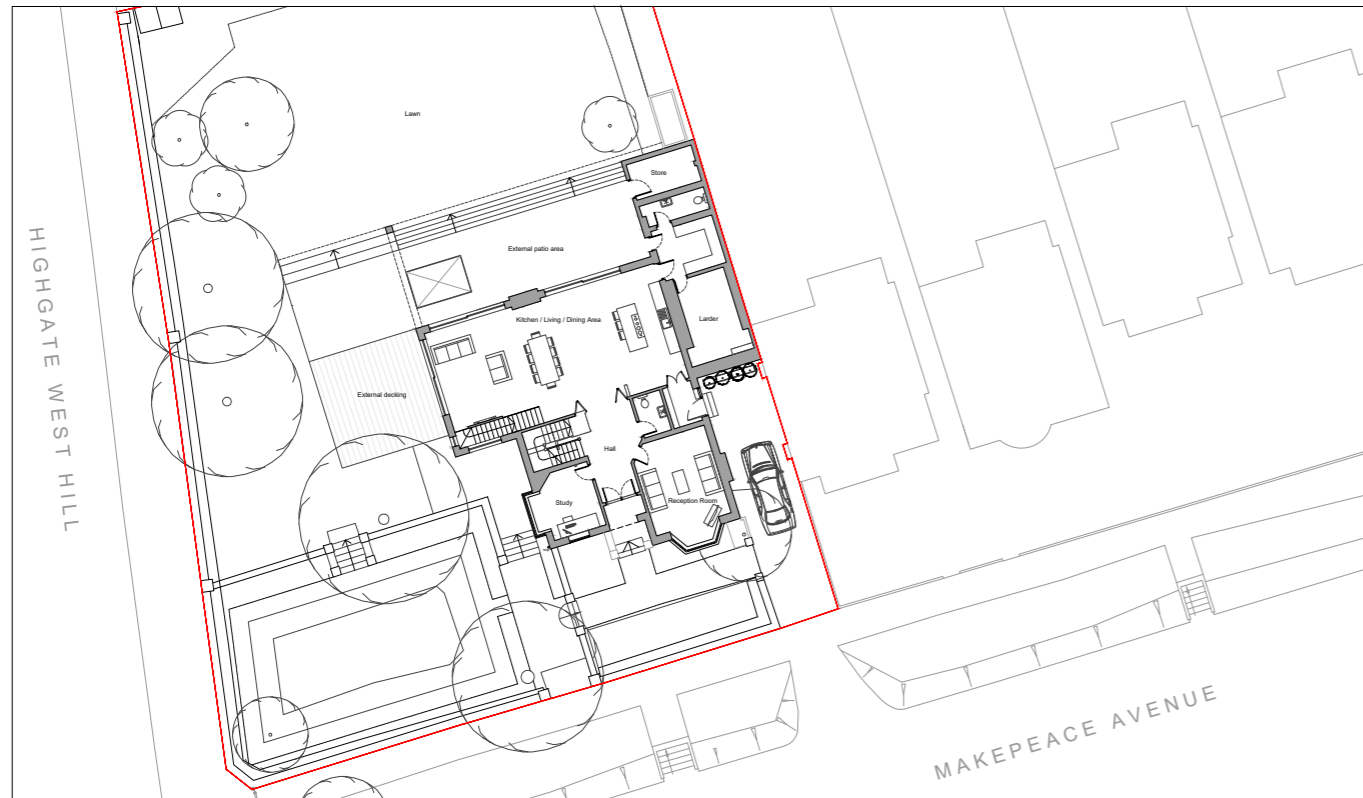 Lawn
Store
External patio area
Kitchen / Living / Dining Area
Larder
External decking
Hall
Study
Reception Room
HIGHGATE WEST HILL
MAKEPEACE AVENUE